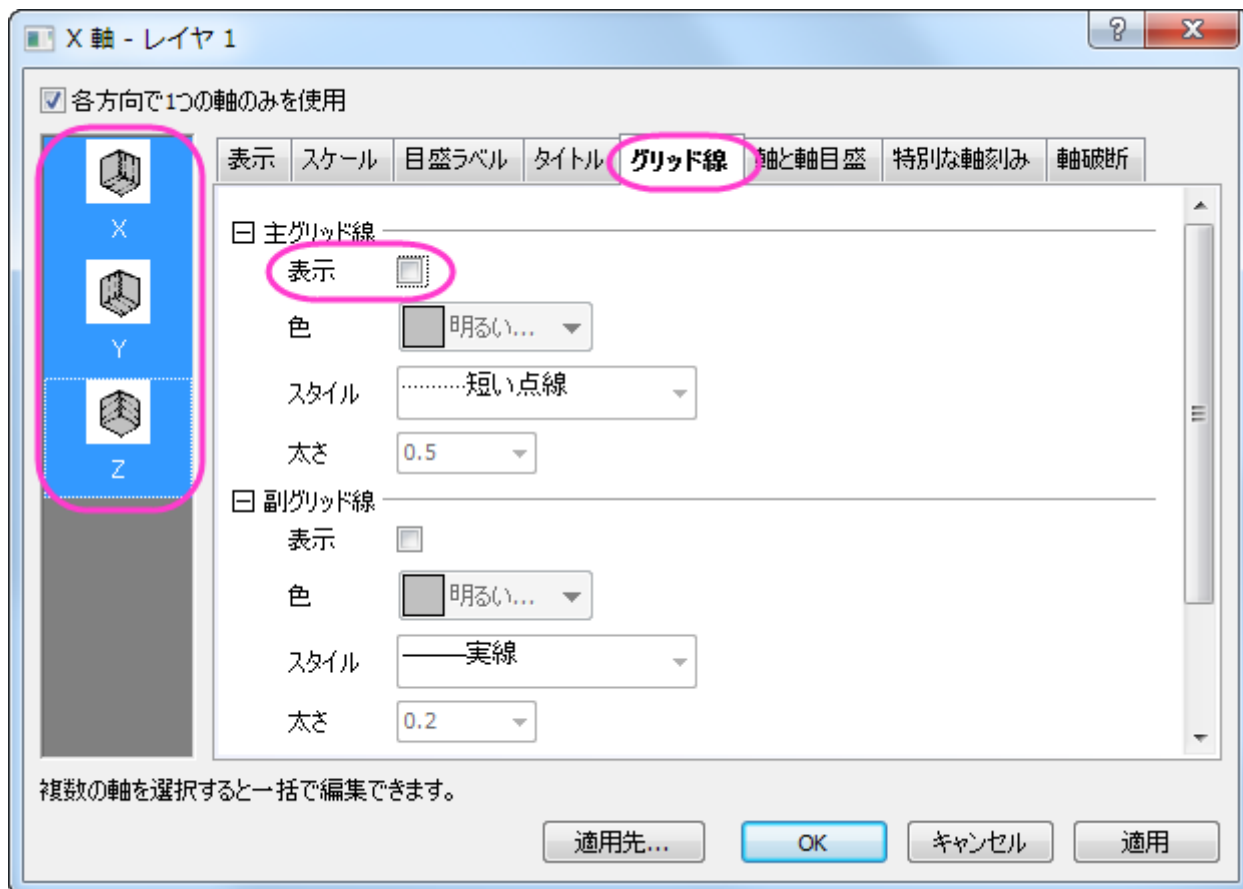 X 軸 - レイヤ 1
各方向で1つの軸のみを使用
表示 スケール 目盛ラベル タイトル グリッド線 軸と軸目盛 特別な軸刻み 軸破断
X
Y
Z
主グリッド線
表示
色 明るい...
スタイル 短い点線
太さ 0.5
副グリッド線
表示
色 明るい...
スタイル 実線
太さ 0.2
複数の軸を選択すると一括で編集できます。
適用先... OK キャンセル 適用